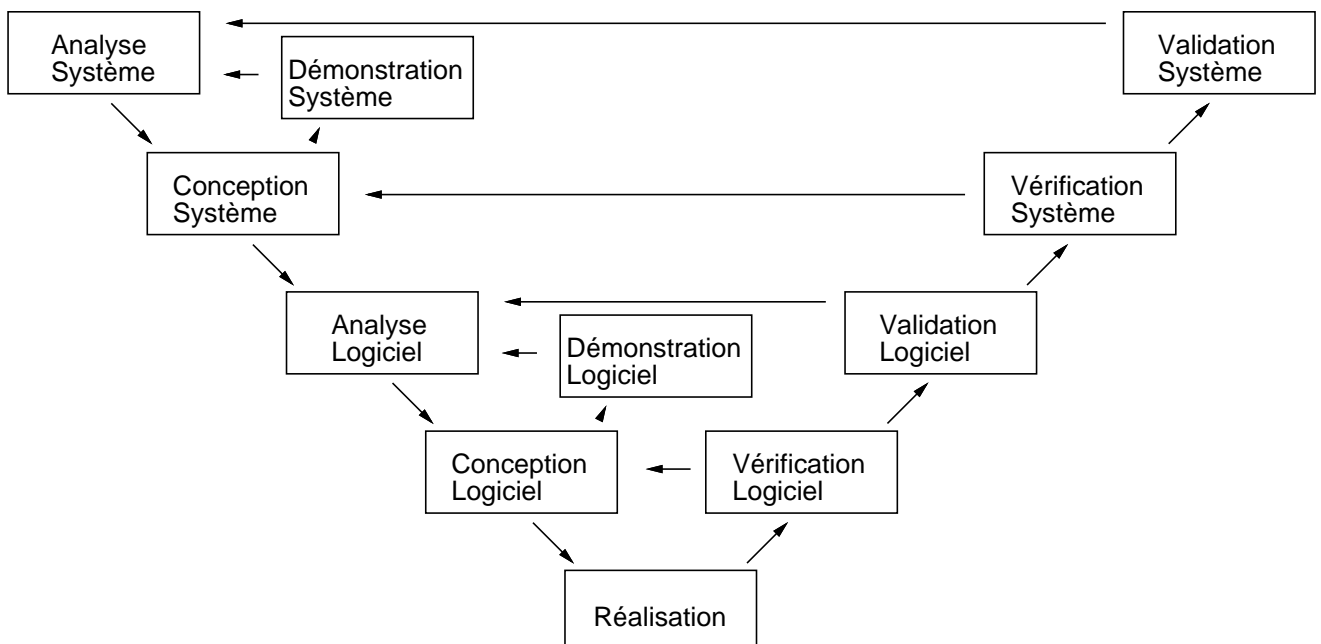 Analyse
Système
Démonstration
Système
Validation
Système
Conception
Système
Vérification
Système
Analyse
Logiciel
Démonstration
Logiciel
Validation
Logiciel
Conception
Logiciel
Vérification
Logiciel
Réalisation